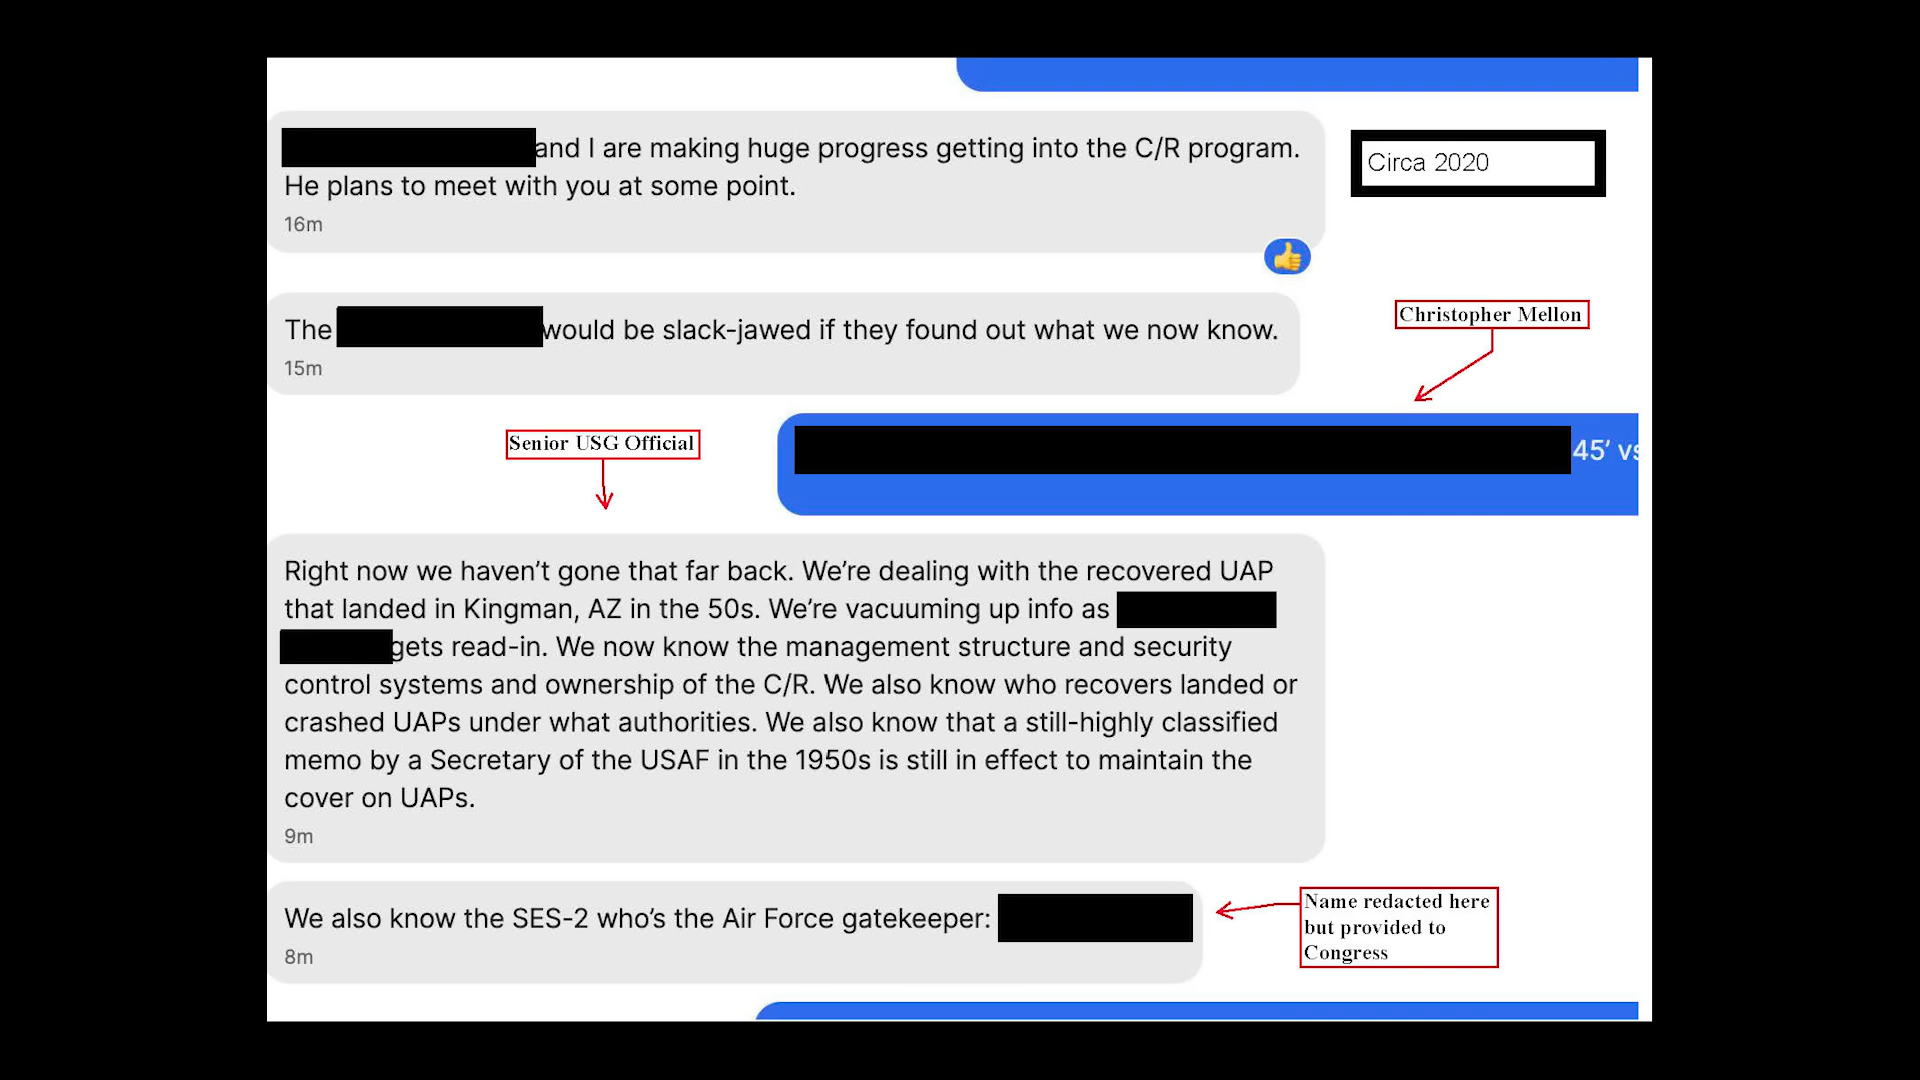 and I are making huge progress getting into the C/R program.
He plans to meet with you at some point.
16m
Circa 2020
The would be slack-jawed if they found out what we now know.
15m
Christopher Mellon
45’ vs
Senior USG Official
Right now we haven’t gone that far back. We’re dealing with the recovered UAP
that landed in Kingman, AZ in the 50s. We’re vacuuming up info as
gets read-in. We now know the management structure and security
control systems and ownership of the C/R. We also know who recovers landed or
crashed UAPs under what authorities. We also know that a still-highly classified
memo by a Secretary of the USAF in the 1950s is still in effect to maintain the
cover on UAPs.
9m
We also know the SES-2 who’s the Air Force gatekeeper:
8m
Name redacted here
but provided to
Congress